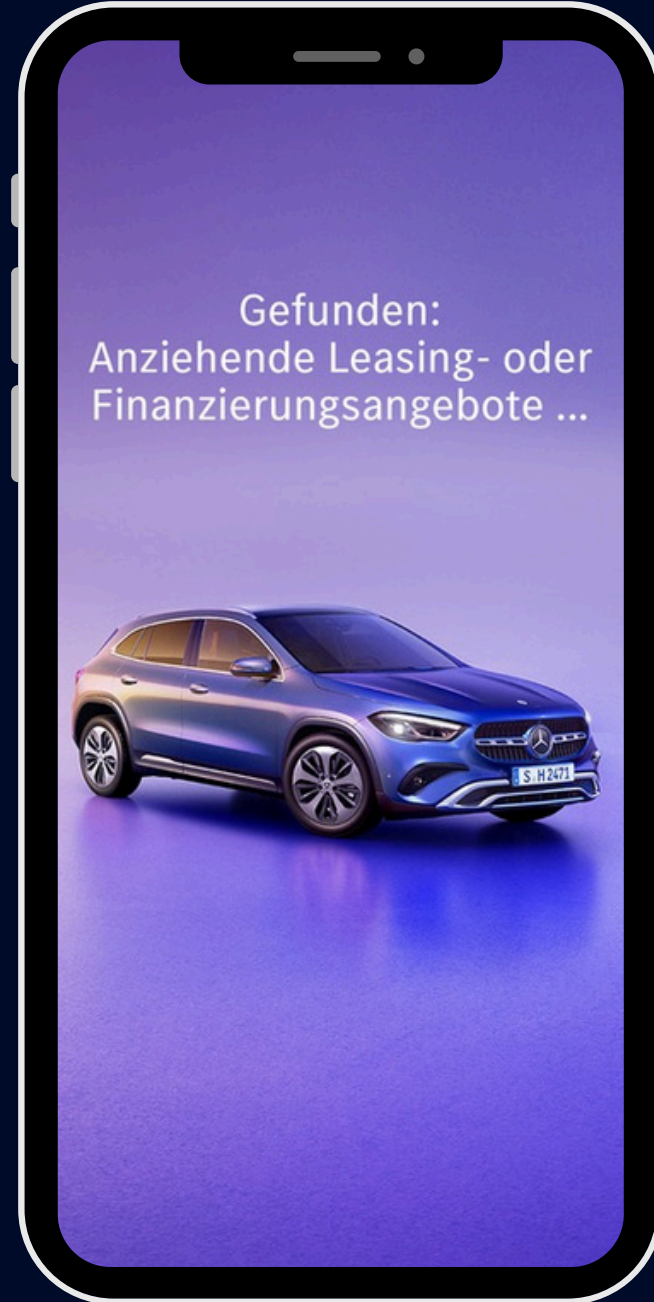 Gefunden:
Anziehende Leasing- oder
Finanzierungsangebote ...
S H 2471